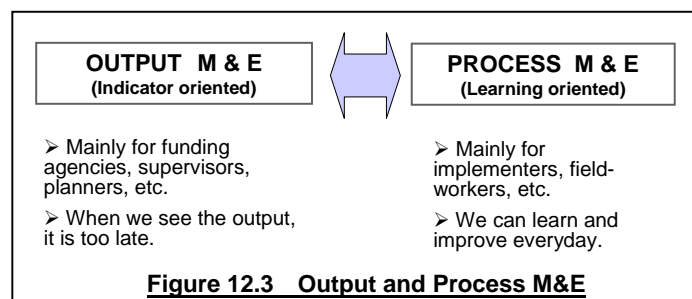 OUTPUT M & E
(Indicator oriented)
➢ Mainly for funding
agencies, supervisors,
planners, etc.
➢ When we see the output,
it is too late.
PROCESS M & E
(Learning oriented)
➢ Mainly for
implementers, field-
workers, etc.
➢ We can learn and
improve everyday.
Figure 12.3 Output and Process M&E